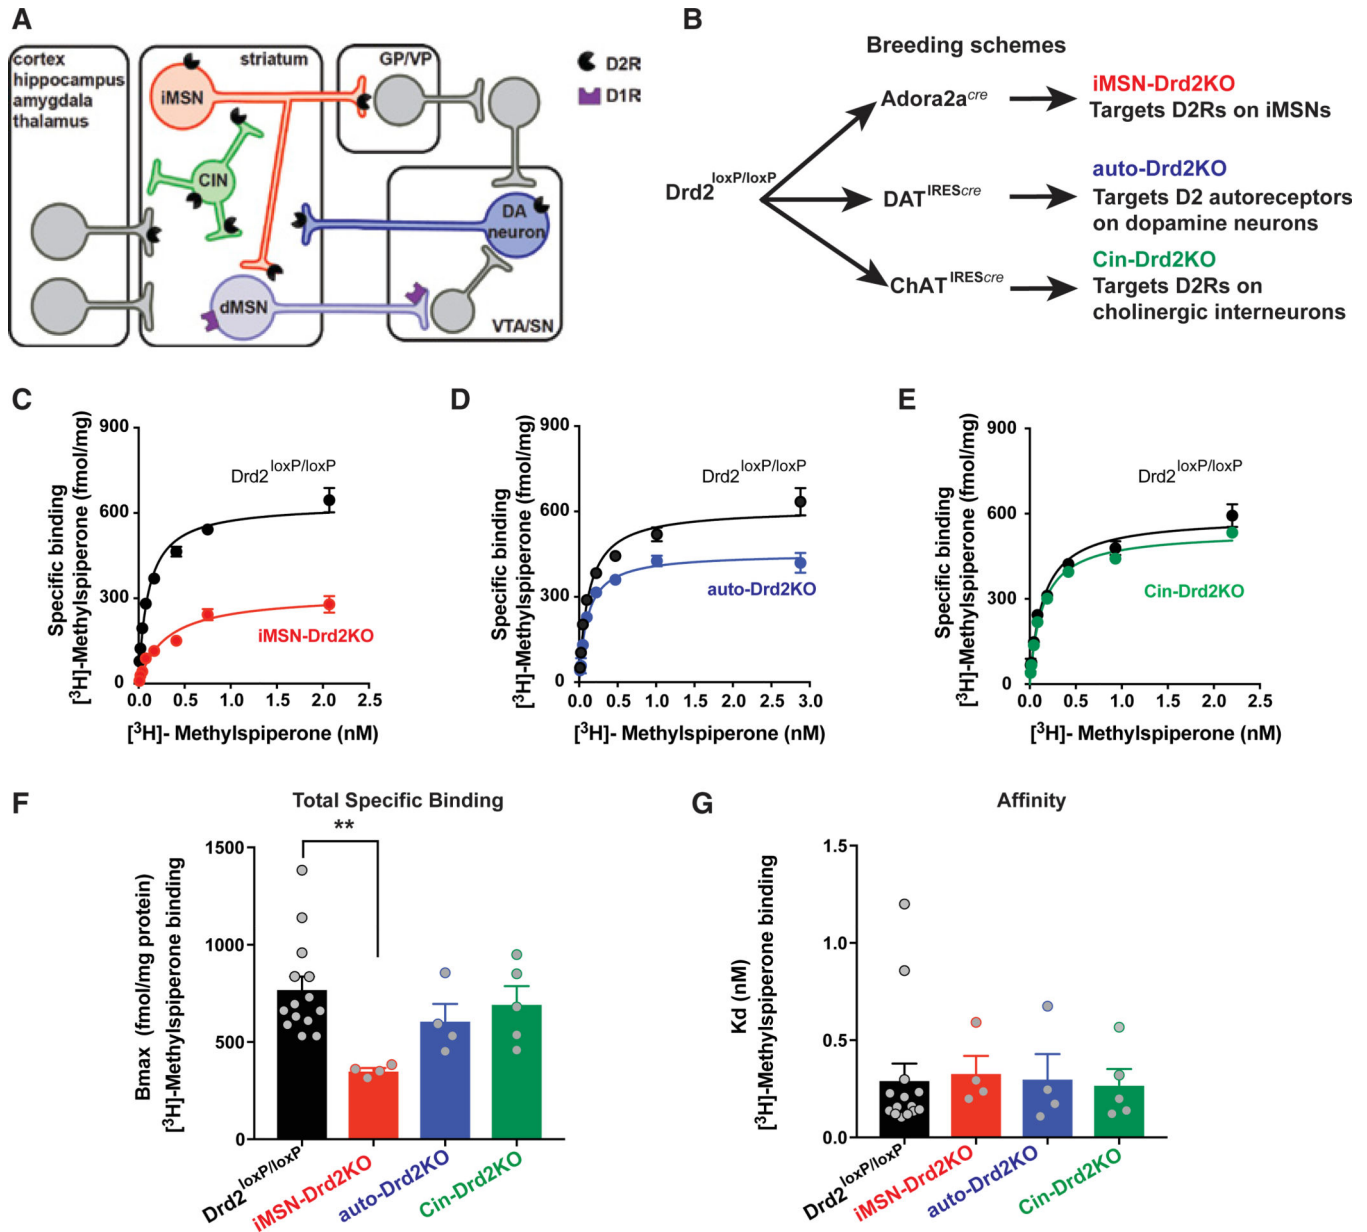 A
cortex
hippocampus
amygdala
thalamus
striatum
GP/VP
D2R
D1R
iMSN
CIN
DA
neuron
dMSN
VTA/SN
B
Breeding schemes
Drd2loxP/loxP
Adora2acre
iMSN-Drd2KO
Targets D2Rs on iMSNs
DATIREScre
auto-Drd2KO
Targets D2 autoreceptors
on dopamine neurons
ChATIREScre
Cin-Drd2KO
Targets D2Rs on
cholinergic interneurons
C
Specific binding
[3H]-Methylspiperone (fmol/mg)
900
600
300
0
Drd2loxP/loxP
iMSN-Drd2KO
0.0 0.5 1.0 1.5 2.0 2.5
[3H]- Methylspiperone (nM)
D
Specific binding
[3H]-Methylspiperone (fmol/mg)
900
600
300
0
Drd2loxP/loxP
auto-Drd2KO
0.0 0.5 1.0 1.5 2.0 2.5 3.0
[3H]- Methylspiperone (nM)
E
Specific binding
[3H]-Methylspiperone (fmol/mg)
900
600
300
0
Drd2loxP/loxP
Cin-Drd2KO
0.0 0.5 1.0 1.5 2.0 2.5
[3H]- Methylspiperone (nM)
F
Total Specific Binding
**
Bmax (fmol/mg protein)
[3H]-Methylspiperone binding
1500
1000
500
0
Drd2loxP/loxP
iMSN-Drd2KO
auto-Drd2KO
Cin-Drd2KO
G
Affinity
Kd (nM)
[3H]-Methylspiperone binding
1.5
1.0
0.5
0.0
Drd2loxP/loxP
iMSN-Drd2KO
auto-Drd2KO
Cin-Drd2KO